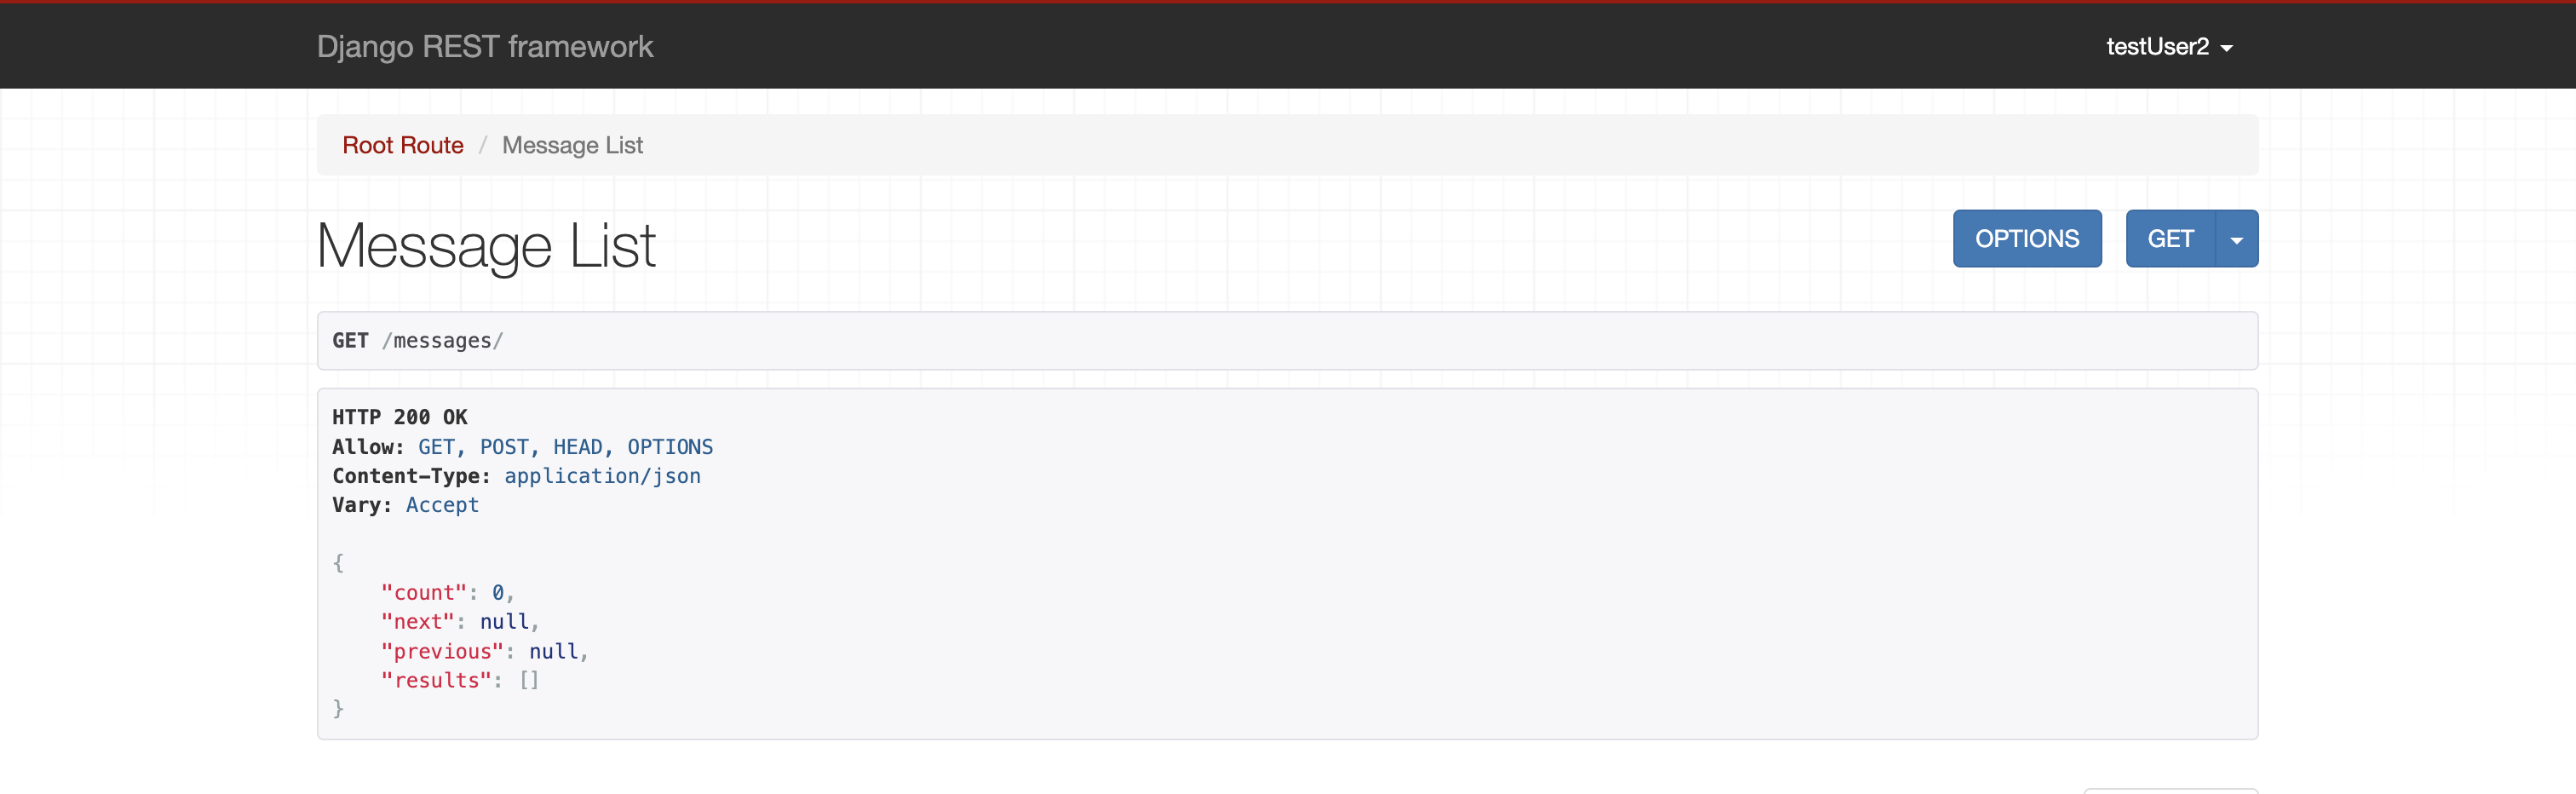 Django REST framework
testUser2
Root Route / Message List
Message List
OPTIONS
GET
GET /messages/
HTTP 200 OK
Allow: GET, POST, HEAD, OPTIONS
Content-Type: application/json
Vary: Accept
{
    "count": 0,
    "next": null,
    "previous": null,
    "results": []
}